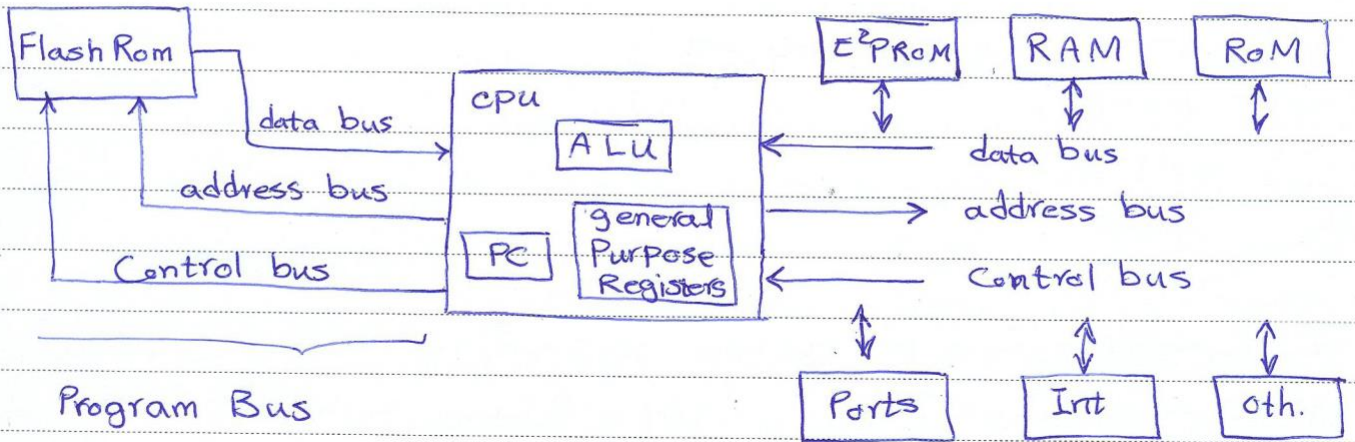 Flash Rom
E²PROM
RAM
ROM
CPU
data bus
ALU
data bus
address bus
general
Purpose
Registers
address bus
PC
Control bus
Control bus
Program Bus
Ports
Int
oth.